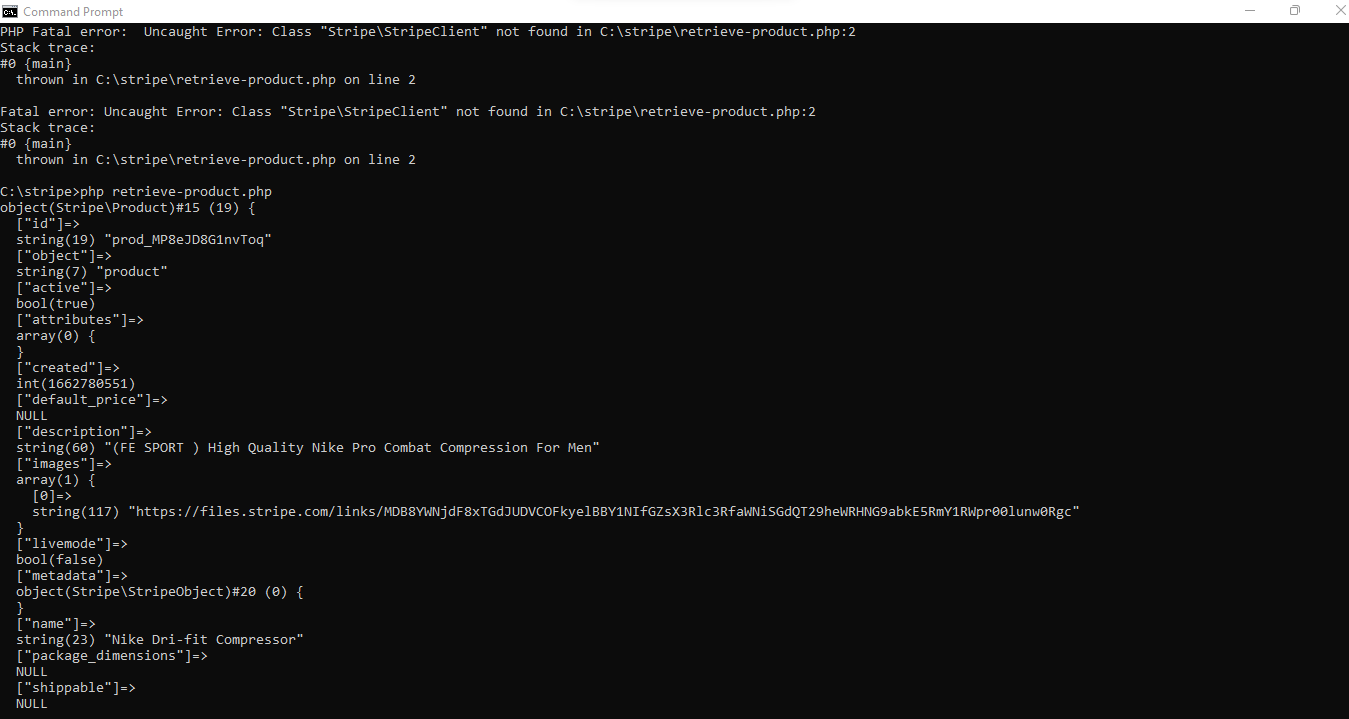 Command Prompt
PHP Fatal error:  Uncaught Error: Class "Stripe\StripeClient" not found in C:\stripe\retrieve-product.php:2
Stack trace:
#0 {main}
  thrown in C:\stripe\retrieve-product.php on line 2

Fatal error: Uncaught Error: Class "Stripe\StripeClient" not found in C:\stripe\retrieve-product.php:2
Stack trace:
#0 {main}
  thrown in C:\stripe\retrieve-product.php on line 2

C:\stripe>php retrieve-product.php
object(Stripe\Product)#15 (19) {
  ["id"]=>
  string(19) "prod_MP8eJD8G1nvToq"
  ["object"]=>
  string(7) "product"
  ["active"]=>
  bool(true)
  ["attributes"]=>
  array(0) {
  }
  ["created"]=>
  int(1662780551)
  ["default_price"]=>
  NULL
  ["description"]=>
  string(60) "(FE SPORT ) High Quality Nike Pro Combat Compression For Men"
  ["images"]=>
  array(1) {
    [0]=>
    string(117) "https://files.stripe.com/links/MDB8YWNjdF8xTGdJUDVCOFkyelBBY1NIfGZsX3Rlc3RfaWNiSGdQT29heWRHNG9abkE5RmY1RWpr00lunw0Rgc"
  }
  ["livemode"]=>
  bool(false)
  ["metadata"]=>
  object(Stripe\StripeObject)#20 (0) {
  }
  ["name"]=>
  string(23) "Nike Dri-fit Compressor"
  ["package_dimensions"]=>
  NULL
  ["shippable"]=>
  NULL